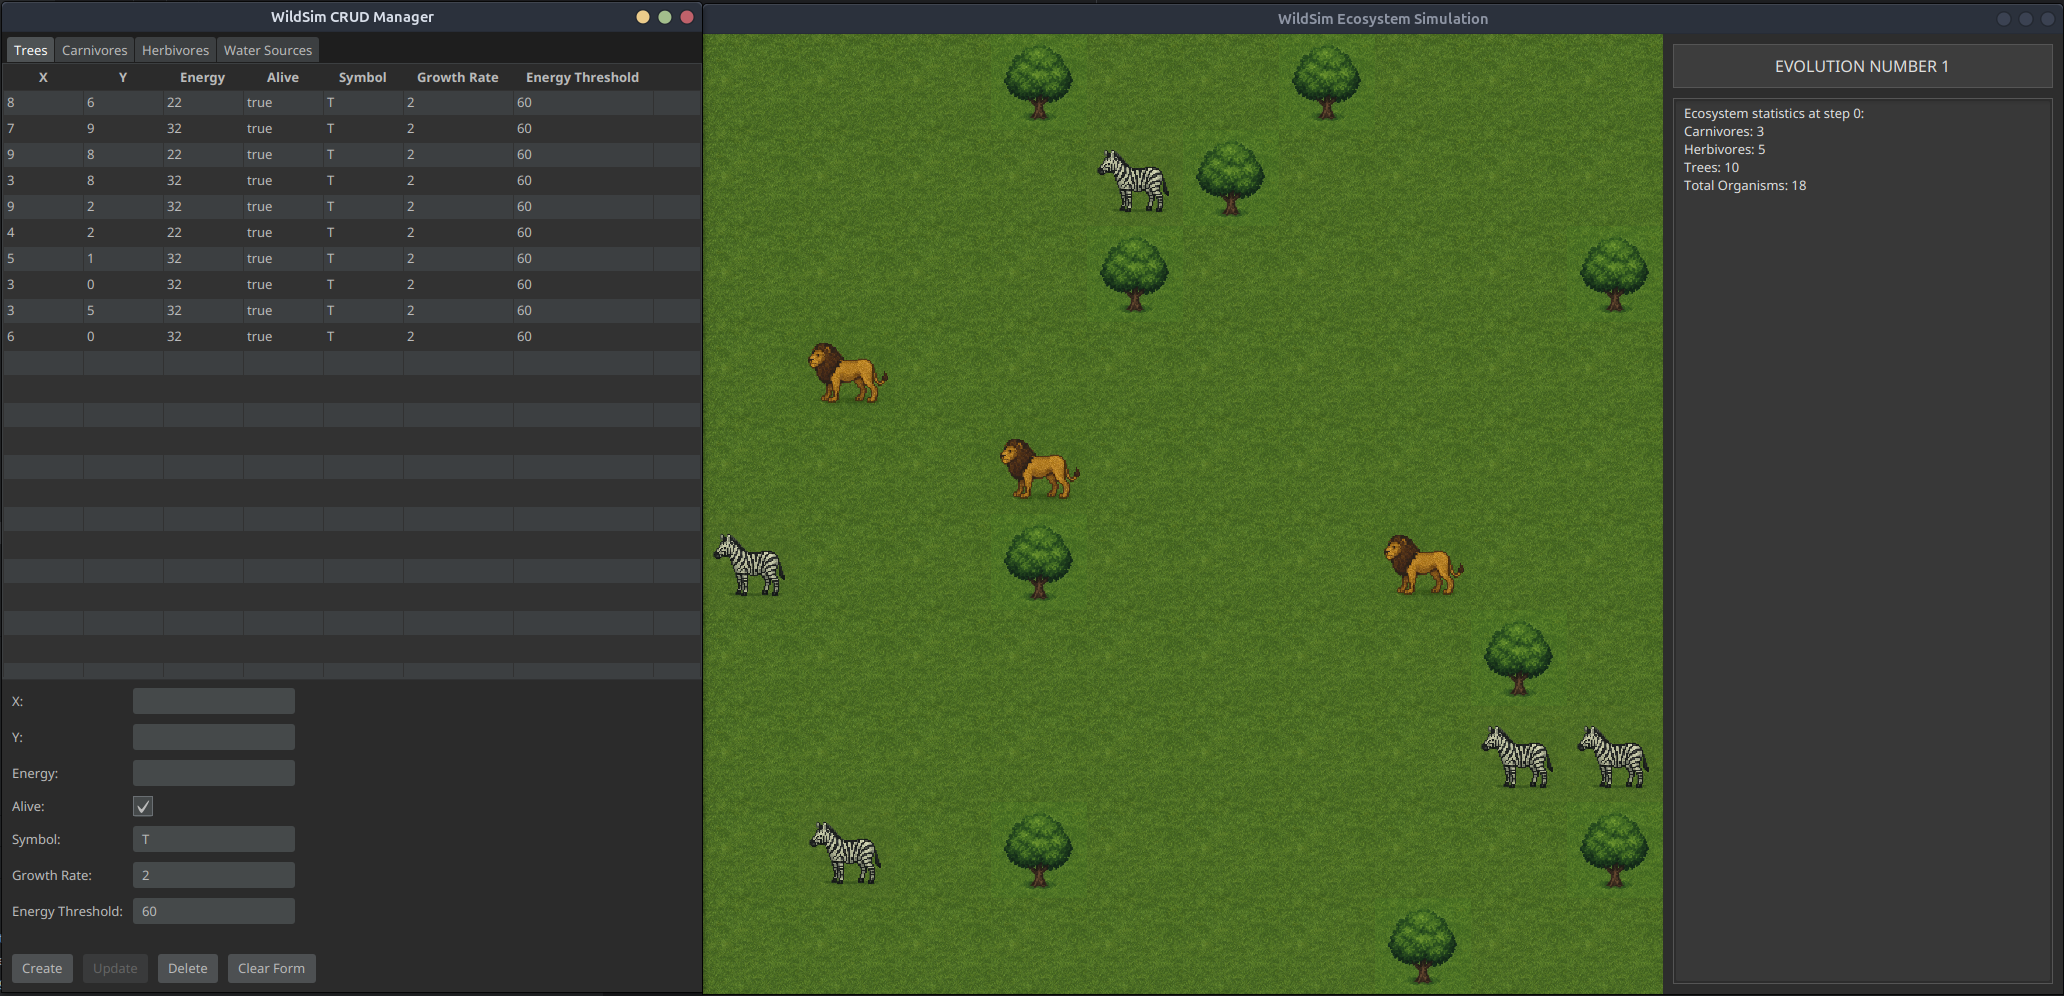 WildSim CRUD Manager
Trees Carnivores Herbivores Water Sources
X Y Energy Alive Symbol Growth Rate Energy Threshold
8 6 22 true T 2 60
7 9 32 true T 2 60
9 8 22 true T 2 60
3 8 32 true T 2 60
9 2 32 true T 2 60
4 2 22 true T 2 60
5 1 32 true T 2 60
3 0 32 true T 2 60
3 5 32 true T 2 60
6 0 32 true T 2 60
X:
Y:
Energy:
Alive:
Symbol: T
Growth Rate: 2
Energy Threshold: 60
Create Update Delete Clear Form
WildSim Ecosystem Simulation
EVOLUTION NUMBER 1
Ecosystem statistics at step 0:
Carnivores: 3
Herbivores: 5
Trees: 10
Total Organisms: 18